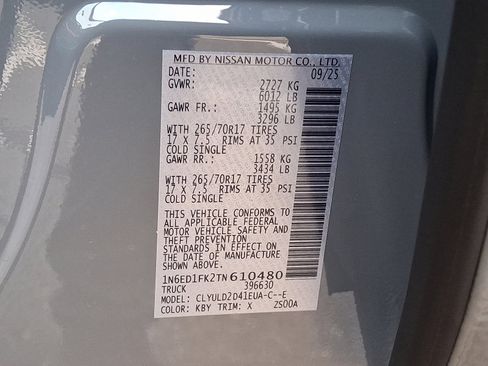 MFD BY NISSAN MOTOR CO., LTD.
DATE: 09/25
GVWR: 2727 KG
6012 LB
GAWR FR.: 1495 KG
3296 LB
WITH 265/70R17 TIRES
17 X 7.5 RIMS AT 35 PSI
COLD SINGLE
GAWR RR.: 1558 KG
3434 LB
WITH 265/70R17 TIRES
17 X 7.5 RIMS AT 35 PSI
COLD SINGLE
THIS VEHICLE CONFORMS TO
ALL APPLICABLE FEDERAL
MOTOR VEHICLE SAFETY AND
THEFT PREVENTION
STANDARDS IN EFFECT ON
THE DATE OF MANUFACTURE
SHOWN ABOVE.
1N6ED1FK2TN610480
TRUCK 396630
MODEL: CLYULD2D41EUA-C--E
COLOR: KBY TRIM: X ZS00A